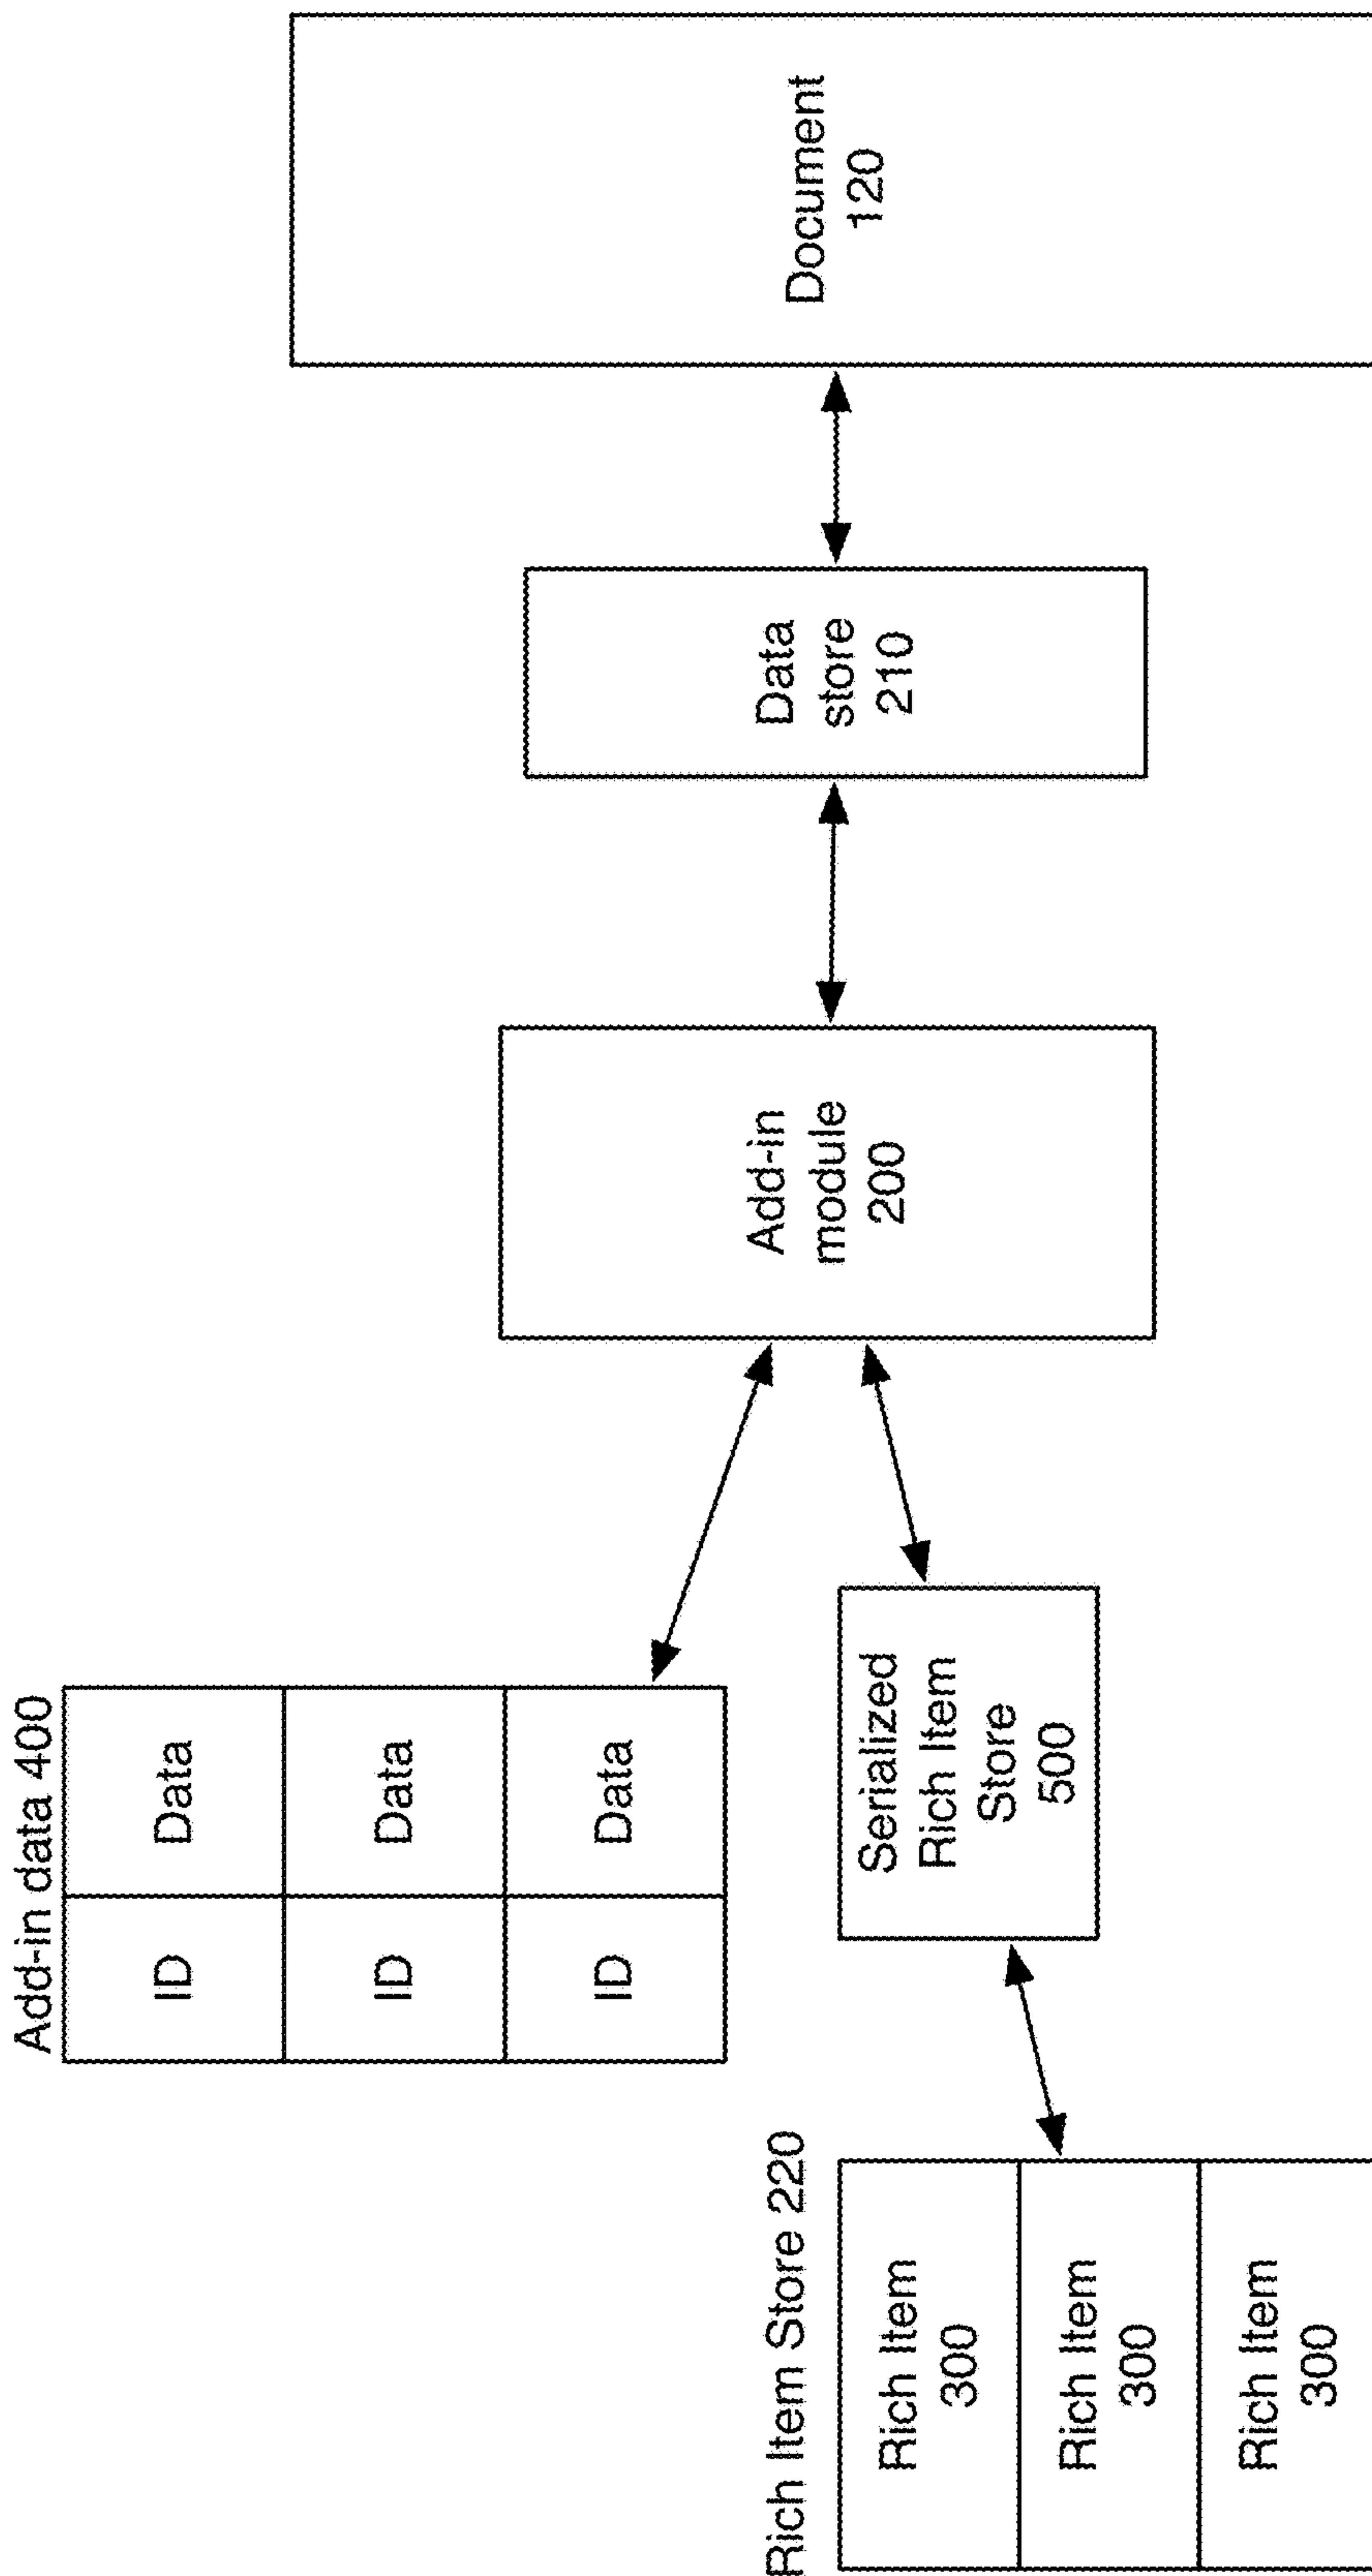 Add-in data 400
ID
Data
ID
Data
ID
Data
Rich Item Store 220
Rich Item
300
Rich Item
300
Rich Item
300
Serialized
Rich Item
Store
500
Add-in
module
200
Data
store
210
Document
120